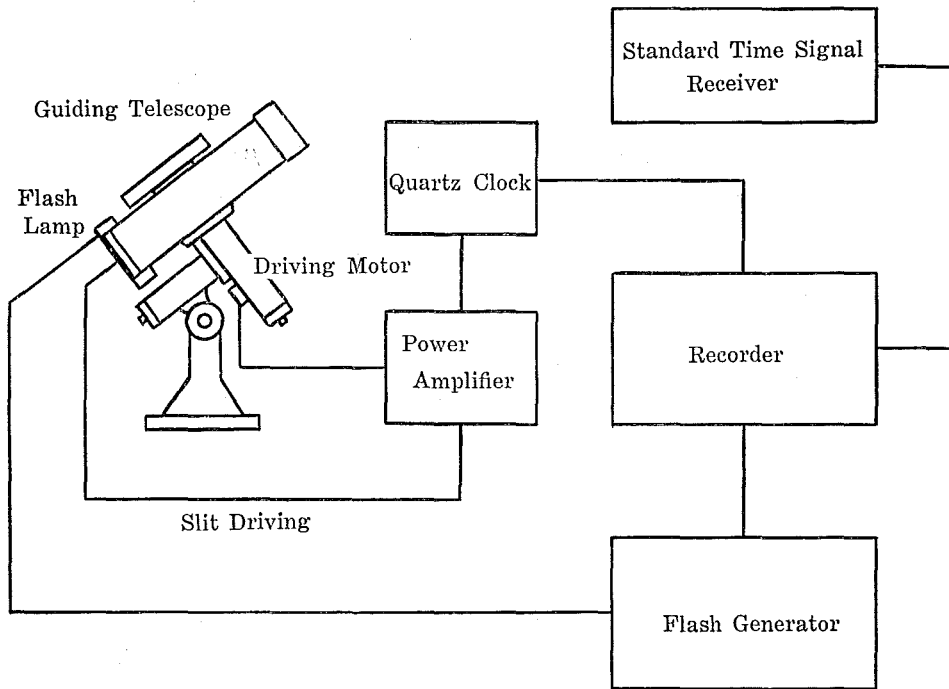 Standard Time Signal
Receiver
Guiding Telescope
Flash
Lamp
Quartz Clock
Driving Motor
Power
Amplifier
Recorder
Slit Driving
Flash Generator